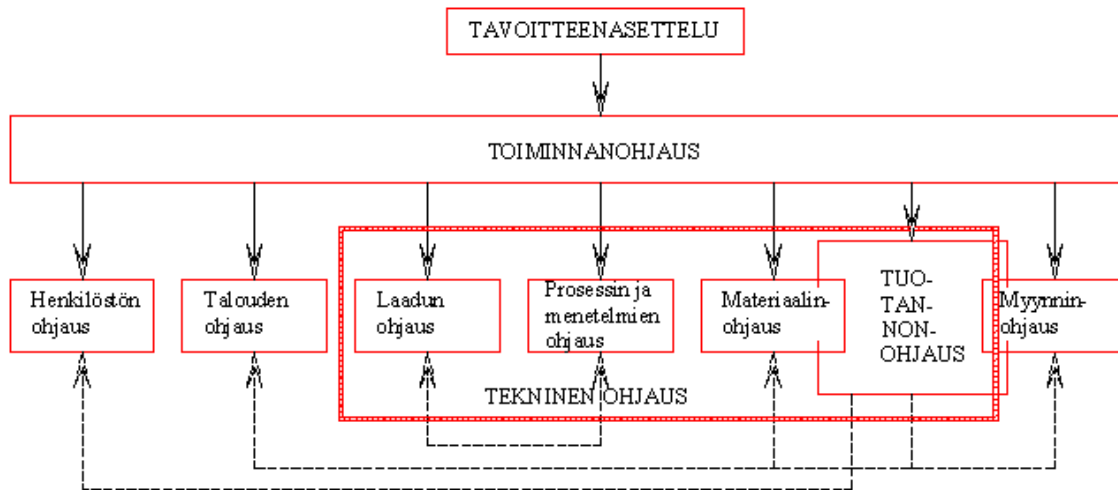 TAVOITTEENASETTELU
TOIMINNANOHJAUS
Henkilöstön
ohjaus
Talouden
ohjaus
Laadun
ohjaus
Prosessin ja
menetelmien
ohjaus
Materiaalin-
ohjaus
TUO-
TAN-
NON-
OHJAUS
Myynnin-
ohjaus
TEKNINEN OHJAUS